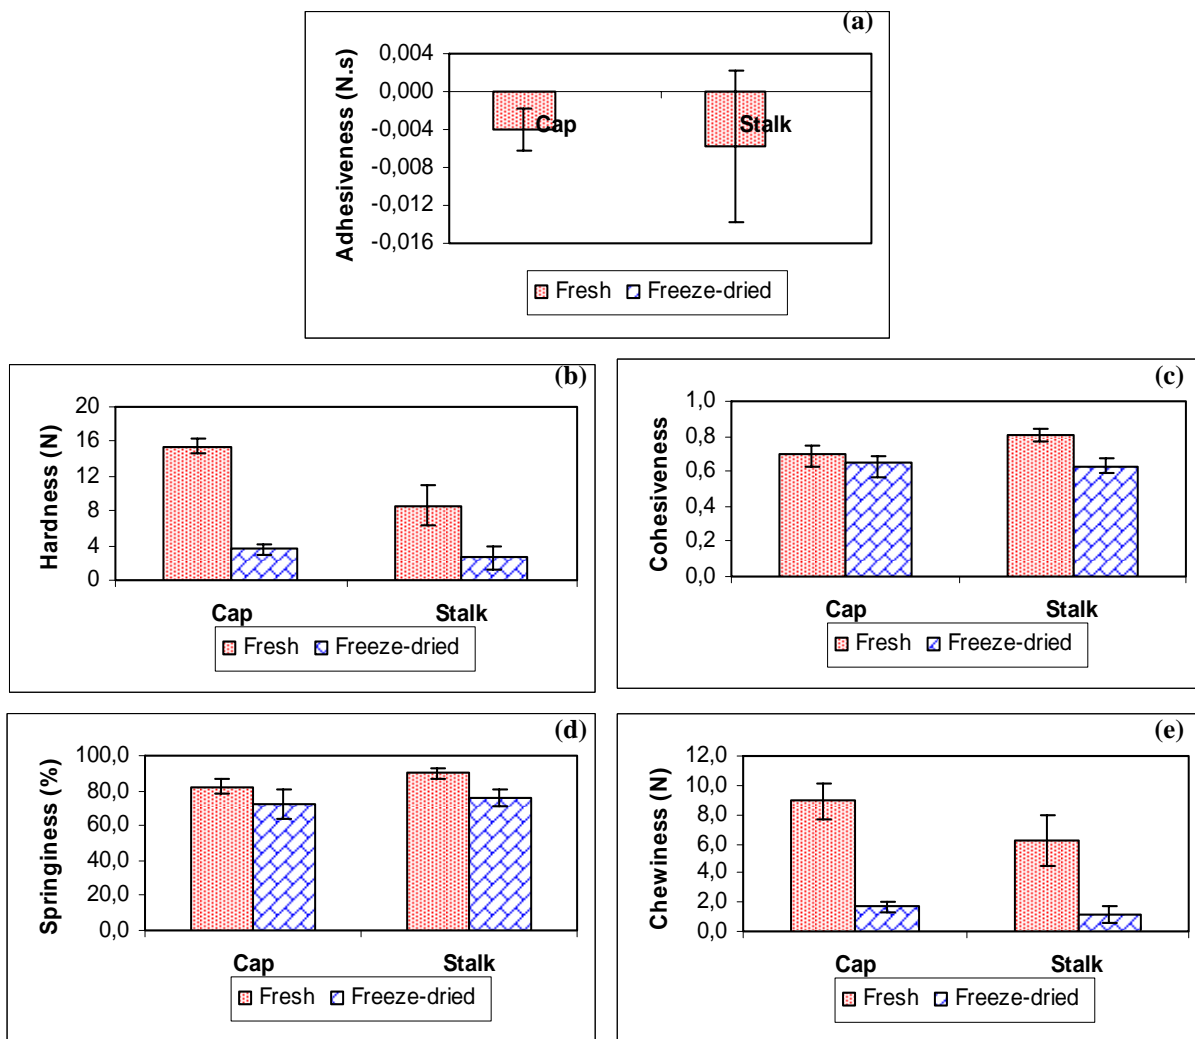 (a)
Adhesiveness (N.s)
0,004
0,000
-0,004
-0,008
-0,012
-0,016
Cap Stalk
Fresh Freeze-dried
(b)
Hardness (N)
20
16
12
8
4
0
Cap Stalk
Fresh Freeze-dried
(c)
Cohesiveness
1,0
0,8
0,6
0,4
0,2
0,0
Cap Stalk
Fresh Freeze-dried
(d)
Springiness (%)
100,0
80,0
60,0
40,0
20,0
0,0
Cap Stalk
Fresh Freeze-dried
(e)
Chewiness (N)
12,0
10,0
8,0
6,0
4,0
2,0
0,0
Cap Stalk
Fresh Freeze-dried